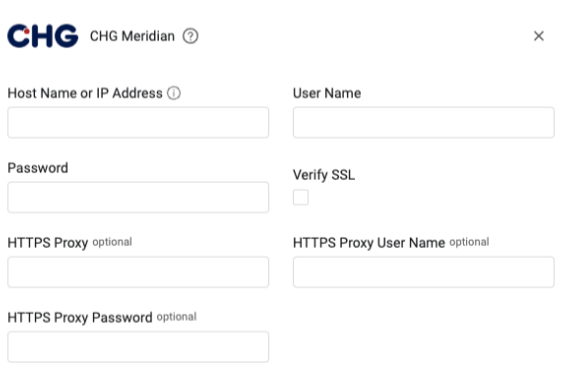 CHG CHG Meridian ?
Host Name or IP Address
User Name
Password
Verify SSL
HTTPS Proxy optional
HTTPS Proxy User Name optional
HTTPS Proxy Password optional